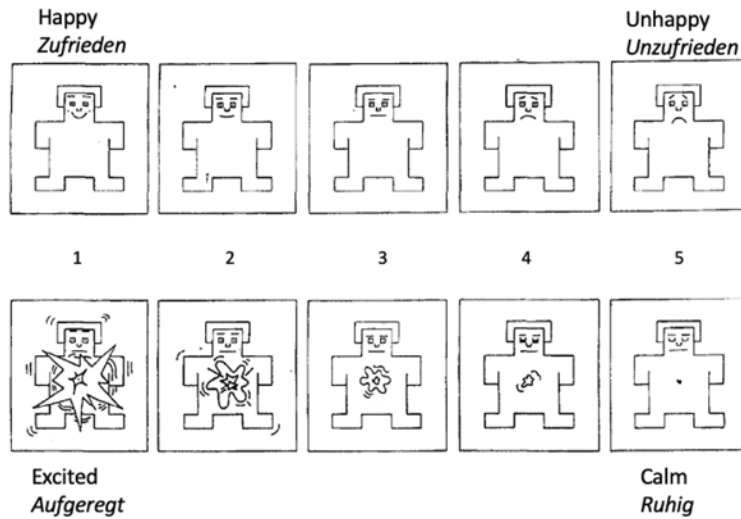 Happy
Zufrieden
Unhappy
Unzufrieden
1 2 3 4 5
Excited
Aufgeregt
Calm
Ruhig